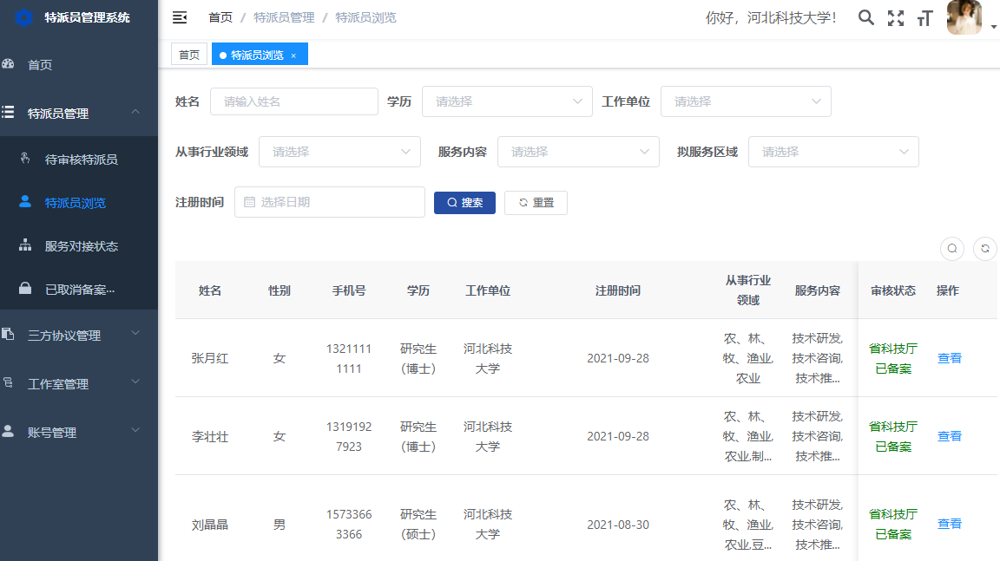 特派员管理系统
首页 / 特派员管理 / 特派员浏览
你好，河北科技大学！
首页
特派员浏览 ×
首页
特派员管理
待审核特派员
特派员浏览
服务对接状态
已取消备案...
三方协议管理
工作室管理
账号管理
姓名 请输入姓名 学历 请选择 工作单位 请选择
从事行业领域 请选择 服务内容 请选择 拟服务区域 请选择
注册时间 选择日期 搜索 重置
姓名 性别 手机号 学历 工作单位 注册时间 从事行业
领域 服务内容 审核状态 操作
张月红 女 1321111
1111 研究生
(博士) 河北科技
大学 2021-09-28 农、林、
牧、渔业,
农业 技术研发,
技术咨询,
技术推... 省科技厅
已备案 查看
李壮壮 女 1319192
7923 研究生
(博士) 河北科技
大学 2021-09-28 农、林、
牧、渔业,
农业,制... 技术研发,
技术咨询,
技术推... 省科技厅
已备案 查看
刘晶晶 男 1573366
3366 研究生
(硕士) 河北科技
大学 2021-08-30 农、林、
牧、渔业,
农业,豆... 技术研发,
技术咨询,
技术推... 省科技厅
已备案 查看